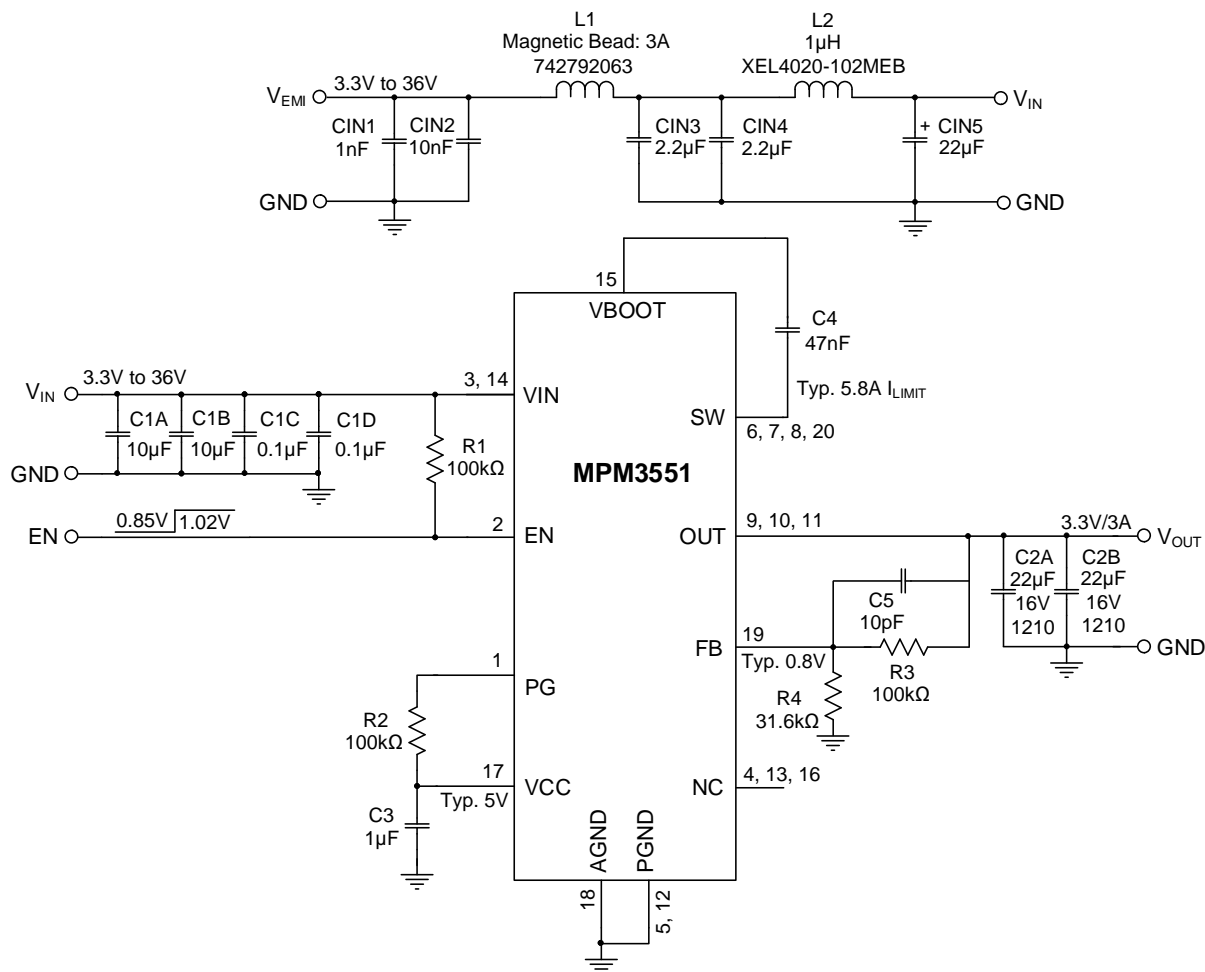 L1
Magnetic Bead: 3A
742792063
L2
1µH
XEL4020-102MEB
VEMI
3.3V to 36V
VIN
CIN1
1nF
CIN2
10nF
CIN3
2.2µF
CIN4
2.2µF
+ CIN5
22µF
GND
GND
15
VBOOT
C4
47nF
VIN
3.3V to 36V
3, 14
VIN
Typ. 5.8A ILIMIT
C1A
10µF
C1B
10µF
C1C
0.1µF
C1D
0.1µF
SW
6, 7, 8, 20
R1
100kΩ
GND
MPM3551
EN
0.85V
1.02V
2
EN
9, 10, 11
OUT
3.3V/3A
VOUT
C2A
22µF
16V
1210
C2B
22µF
16V
1210
C5
10pF
19
FB
Typ. 0.8V
GND
1
PG
R3
100kΩ
R4
31.6kΩ
R2
100kΩ
17
VCC
Typ. 5V
4, 13, 16
NC
C3
1µF
AGND
PGND
18
5, 12